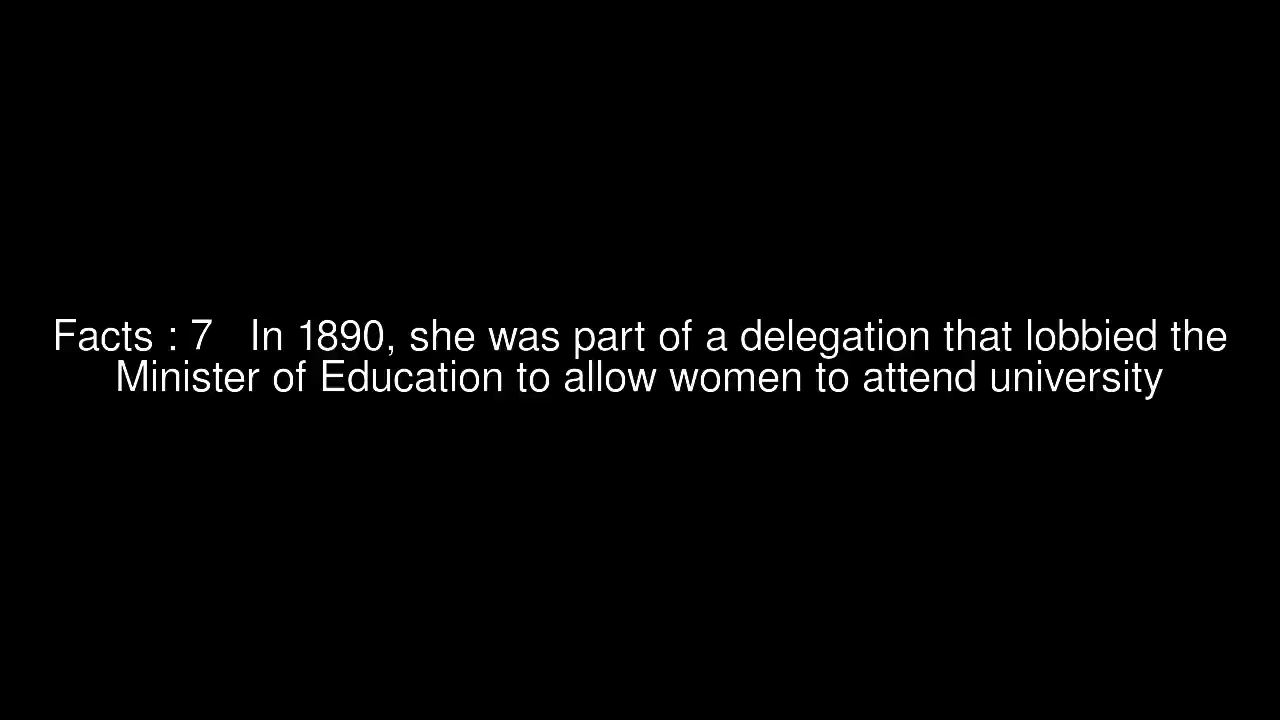 Facts : 7   In 1890, she was part of a delegation that lobbied the
Minister of Education to allow women to attend university